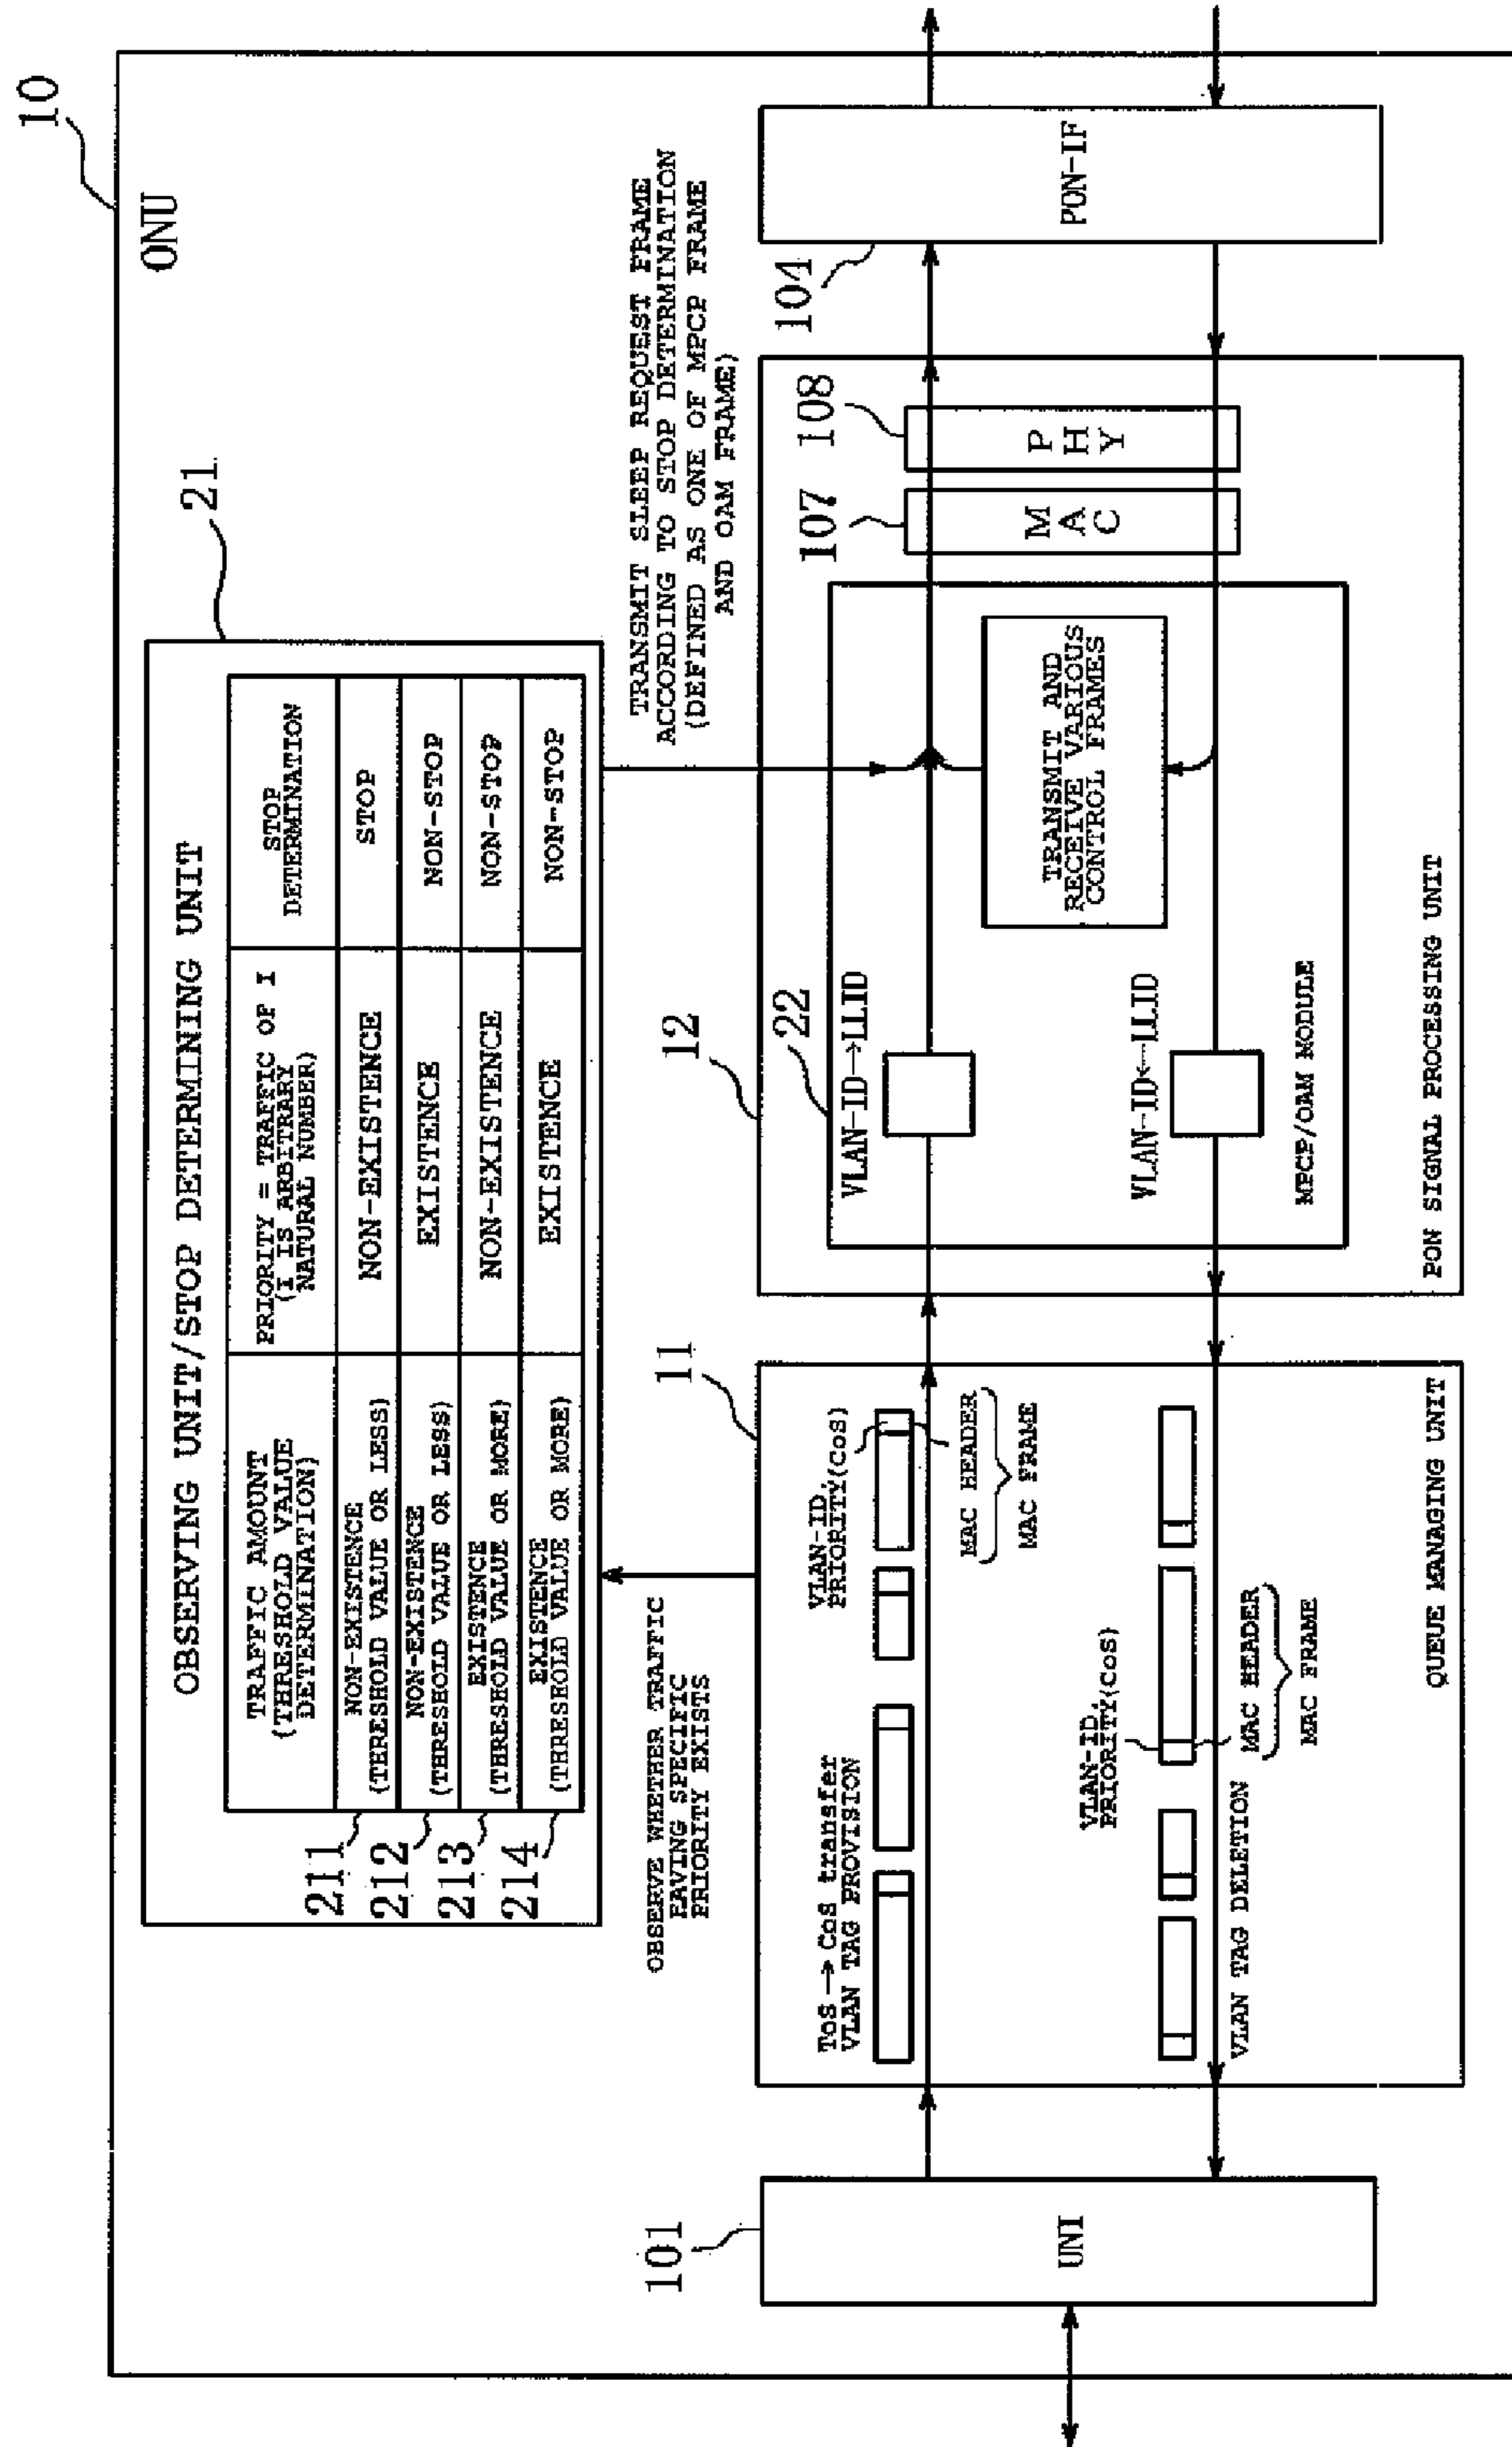 10
ONU
21
OBSERVING UNIT/STOP DETERMINING UNIT
TRAFFIC AMOUNT
(THRESHOLD VALUE
DETERMINATION)
PRIORITY = TRAFFIC OF I
(I IS ARBITRARY
NATURAL NUMBER)
STOP
DETERMINATION
211
NON-EXISTENCE
(THRESHOLD VALUE OR LESS)
NON-EXISTENCE
STOP
212
NON-EXISTENCE
(THRESHOLD VALUE OR LESS)
EXISTENCE
NON-STOP
213
EXISTENCE
(THRESHOLD VALUE OR MORE)
NON-EXISTENCE
NON-STOP
214
EXISTENCE
(THRESHOLD VALUE OR MORE)
EXISTENCE
NON-STOP
OBSERVE WHETHER TRAFFIC
HAVING SPECIFIC
PRIORITY EXISTS
TRANSMIT SLEEP REQUEST FRAME
ACCORDING TO STOP DETERMINATION
(DEFINED AS ONE OF MPCP FRAME
AND OAM FRAME)
101
UNI
11
ToS → CoS transfer
VLAN TAG PROVISION
VLAN-ID,
PRIORITY(CoS)
MAC HEADER
MAC FRAME
VLAN-ID,
PRIORITY(CoS)
VLAN TAG DELETION
MAC HEADER
MAC FRAME
QUEUE MANAGING UNIT
12
22
VLAN-ID→LLID
TRANSMIT AND
RECEIVE VARIOUS
CONTROL FRAMES
VLAN-ID←LLID
MPCP/OAM MODULE
107
MAC
108
PHY
PON SIGNAL PROCESSING UNIT
104
PON-IF